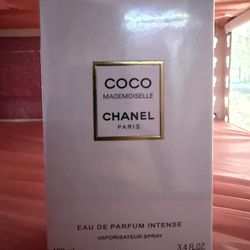 COCO
MADEMOISELLE
CHANEL
PARIS
EAU DE PARFUM INTENSE
VAPORISATEUR SPRAY
3.4 FL.OZ